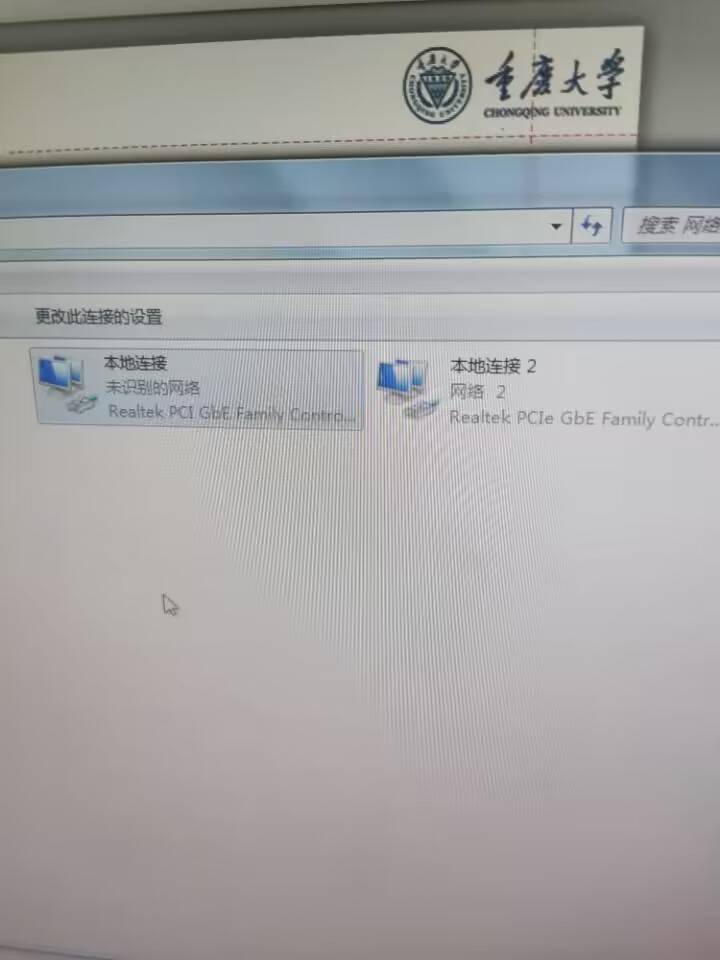 重庆大学
CHONGQING UNIVERSITY
搜索 网络
更改此连接的设置
本地连接
未识别的网络
Realtek PCI GbE Family Contro...
本地连接 2
网络 2
Realtek PCIe GbE Family Contr...